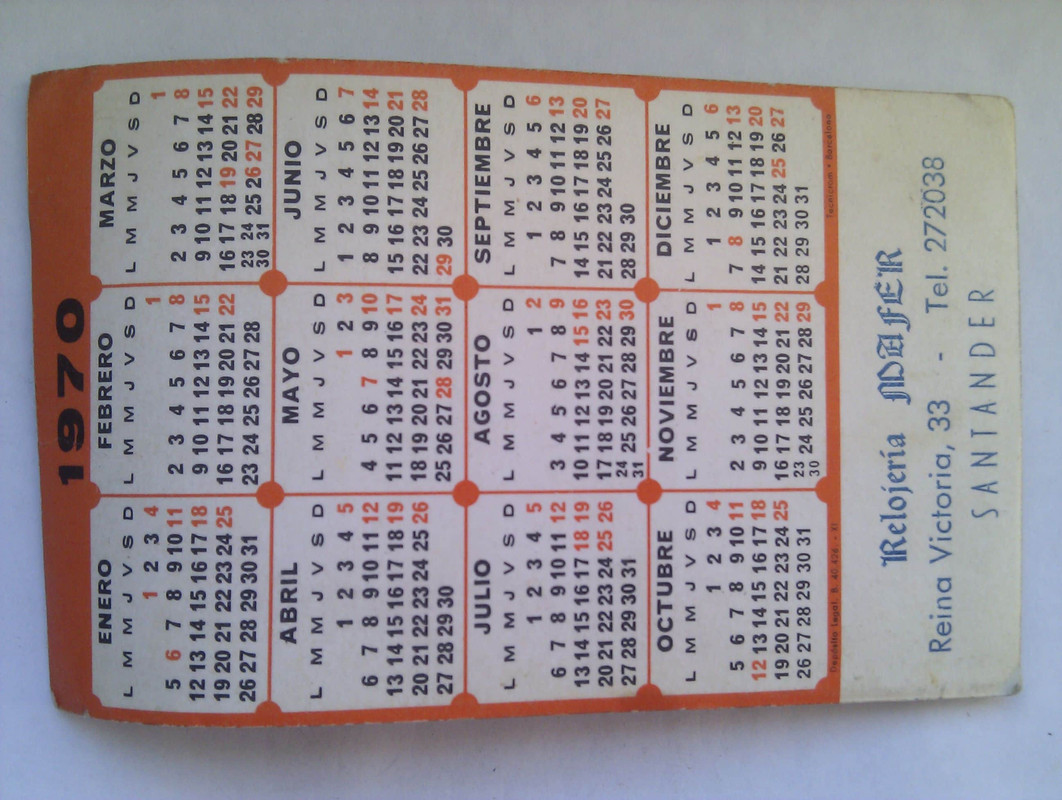 1970
ENERO
L M M J V S D
1 2 3 4
5 6 7 8 9 10 11
12 13 14 15 16 17 18
19 20 21 22 23 24 25
26 27 28 29 30 31
FEBRERO
L M M J V S D
1
2 3 4 5 6 7 8
9 10 11 12 13 14 15
16 17 18 19 20 21 22
23 24 25 26 27 28
MARZO
L M M J V S D
1
2 3 4 5 6 7 8
9 10 11 12 13 14 15
16 17 18 19 20 21 22
23 24 25 26 27 28 29
30 31
ABRIL
L M M J V S D
1 2 3 4 5
6 7 8 9 10 11 12
13 14 15 16 17 18 19
20 21 22 23 24 25 26
27 28 29 30
MAYO
L M M J V S D
1 2 3
4 5 6 7 8 9 10
11 12 13 14 15 16 17
18 19 20 21 22 23 24
25 26 27 28 29 30 31
JUNIO
L M M J V S D
1 2 3 4 5 6 7
8 9 10 11 12 13 14
15 16 17 18 19 20 21
22 23 24 25 26 27 28
29 30
JULIO
L M M J V S D
1 2 3 4 5
6 7 8 9 10 11 12
13 14 15 16 17 18 19
20 21 22 23 24 25 26
27 28 29 30 31
AGOSTO
L M M J V S D
1 2
3 4 5 6 7 8 9
10 11 12 13 14 15 16
17 18 19 20 21 22 23
24 25 26 27 28 29 30
31
SEPTIEMBRE
L M M J V S D
1 2 3 4 5 6
7 8 9 10 11 12 13
14 15 16 17 18 19 20
21 22 23 24 25 26 27
28 29 30
OCTUBRE
L M M J V S D
1 2 3 4
5 6 7 8 9 10 11
12 13 14 15 16 17 18
19 20 21 22 23 24 25
26 27 28 29 30 31
NOVIEMBRE
L M M J V S D
1
2 3 4 5 6 7 8
9 10 11 12 13 14 15
16 17 18 19 20 21 22
23 24 25 26 27 28 29
30
DICIEMBRE
L M M J V S D
1 2 3 4 5 6
7 8 9 10 11 12 13
14 15 16 17 18 19 20
21 22 23 24 25 26 27
28 29 30 31
Depósito Legal. B. 40.426. - XI
Tecnicrom • Barcelona
Relojería MAFER
Reina Victoria, 33 - Tel. 272038
SANTANDER